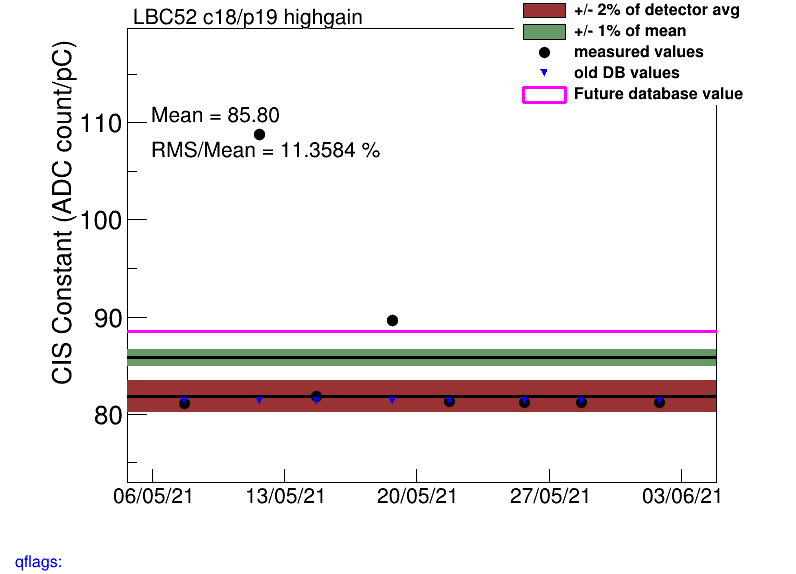 LBC52 c18/p19 highgain
+/- 2% of detector avg
+/- 1% of mean
measured values
old DB values
Future database value
CIS Constant (ADC count/pC)
Mean = 85.80
RMS/Mean = 11.3584 %
110
100
90
80
06/05/21 13/05/21 20/05/21 27/05/21 03/06/21
qflags: